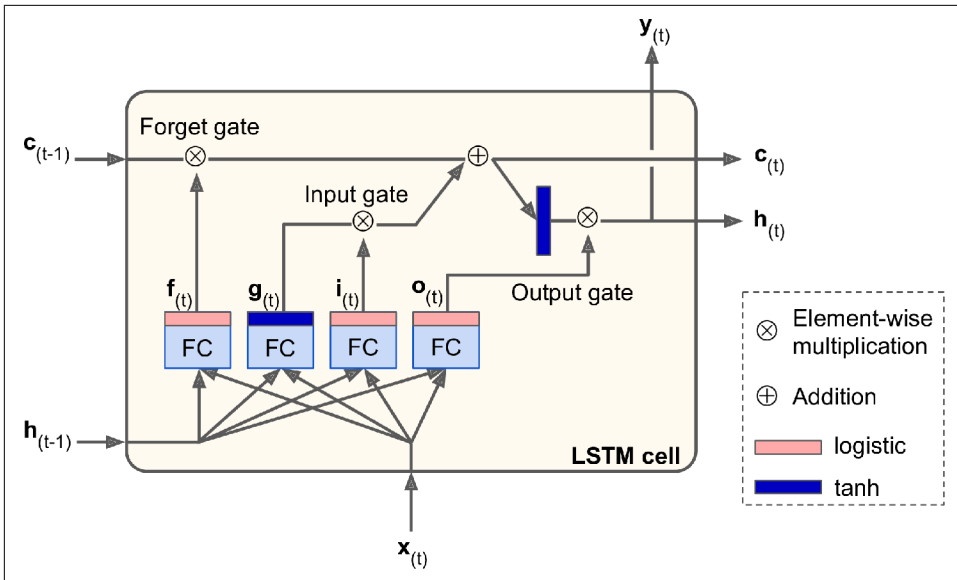 y(t)
Forget gate
c(t-1)
c(t)
Input gate
h(t)
f(t) g(t) i(t) o(t)
Output gate
FC FC FC FC
Element-wise
multiplication
Addition
h(t-1)
LSTM cell
logistic
tanh
x(t)